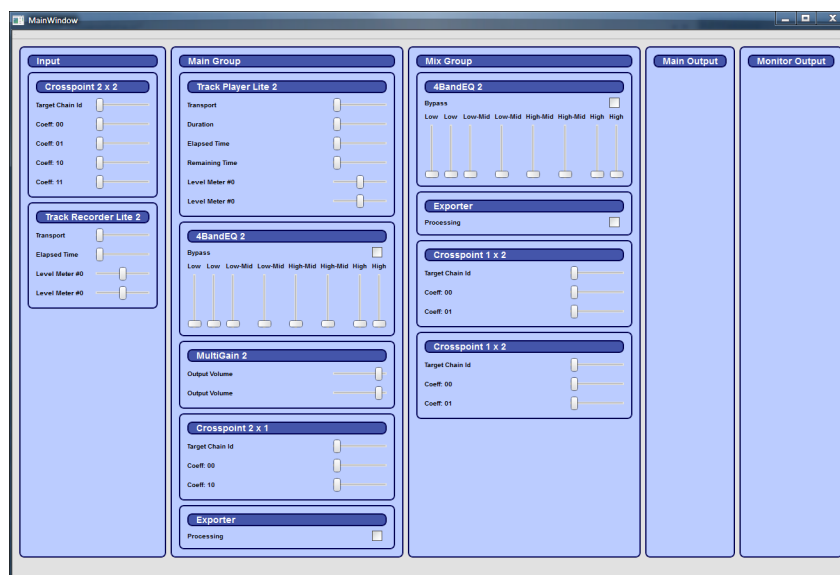 MainWindow
Input
Crosspoint 2 x 2
Target Chain Id
Coeff: 00
Coeff: 01
Coeff: 10
Coeff: 11
Track Recorder Lite 2
Transport
Elapsed Time
Level Meter #0
Level Meter #0
Main Group
Track Player Lite 2
Transport
Duration
Elapsed Time
Remaining Time
Level Meter #0
Level Meter #0
4BandEQ 2
Bypass
Low Low Low-Mid Low-Mid High-Mid High-Mid High High
MultiGain 2
Output Volume
Output Volume
Crosspoint 2 x 1
Target Chain Id
Coeff: 00
Coeff: 10
Exporter
Processing
Mix Group
4BandEQ 2
Bypass
Low Low Low-Mid Low-Mid High-Mid High-Mid High High
Exporter
Processing
Crosspoint 1 x 2
Target Chain Id
Coeff: 00
Coeff: 01
Crosspoint 1 x 2
Target Chain Id
Coeff: 00
Coeff: 01
Main Output
Monitor Output